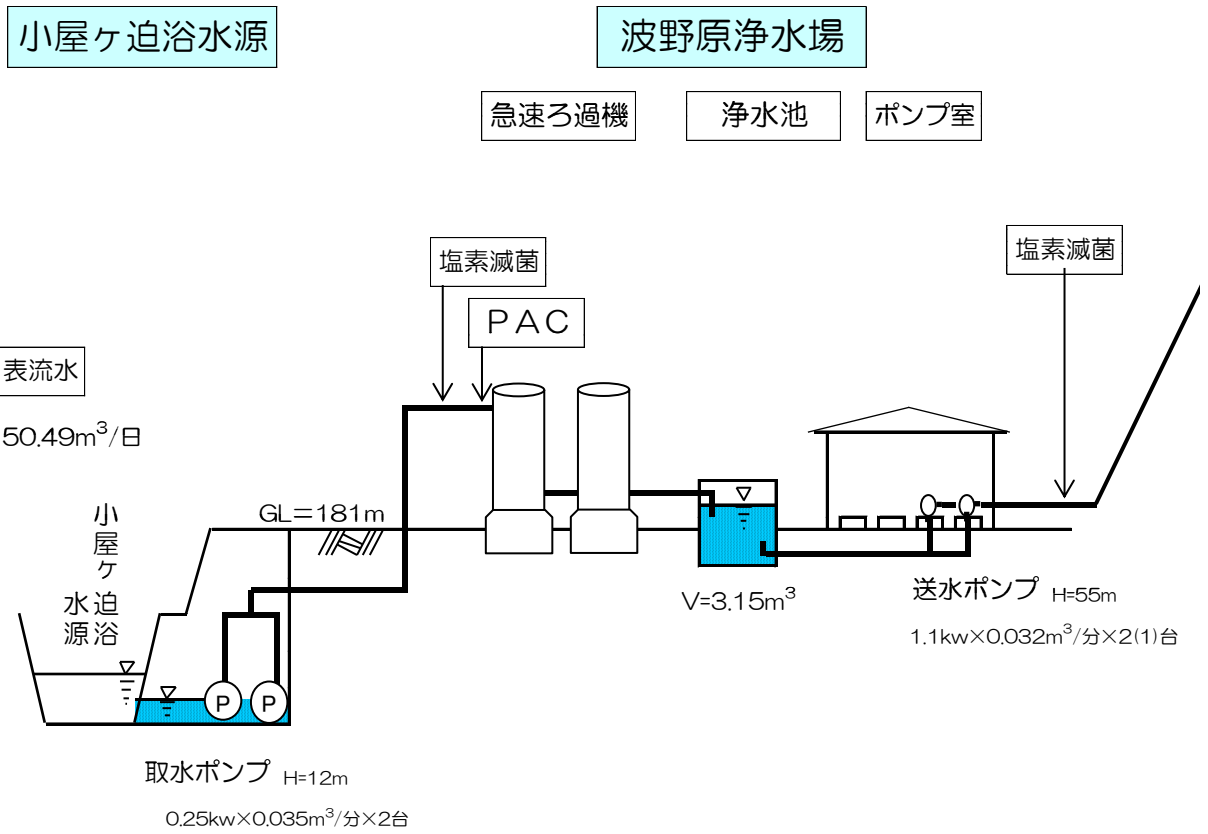 小屋ヶ迫浴水源
波野原浄水場
急速ろ過機
浄水池
ポンプ室
塩素滅菌
塩素滅菌
PAC
表流水
50.49m³/日
小屋ヶ迫浴水源
GL=181m
V=3.15m³
送水ポンプ H=55m
1.1kw×0.032m³/分×2(1)台
P
P
取水ポンプ H=12m
0.25kw×0.035m³/分×2台